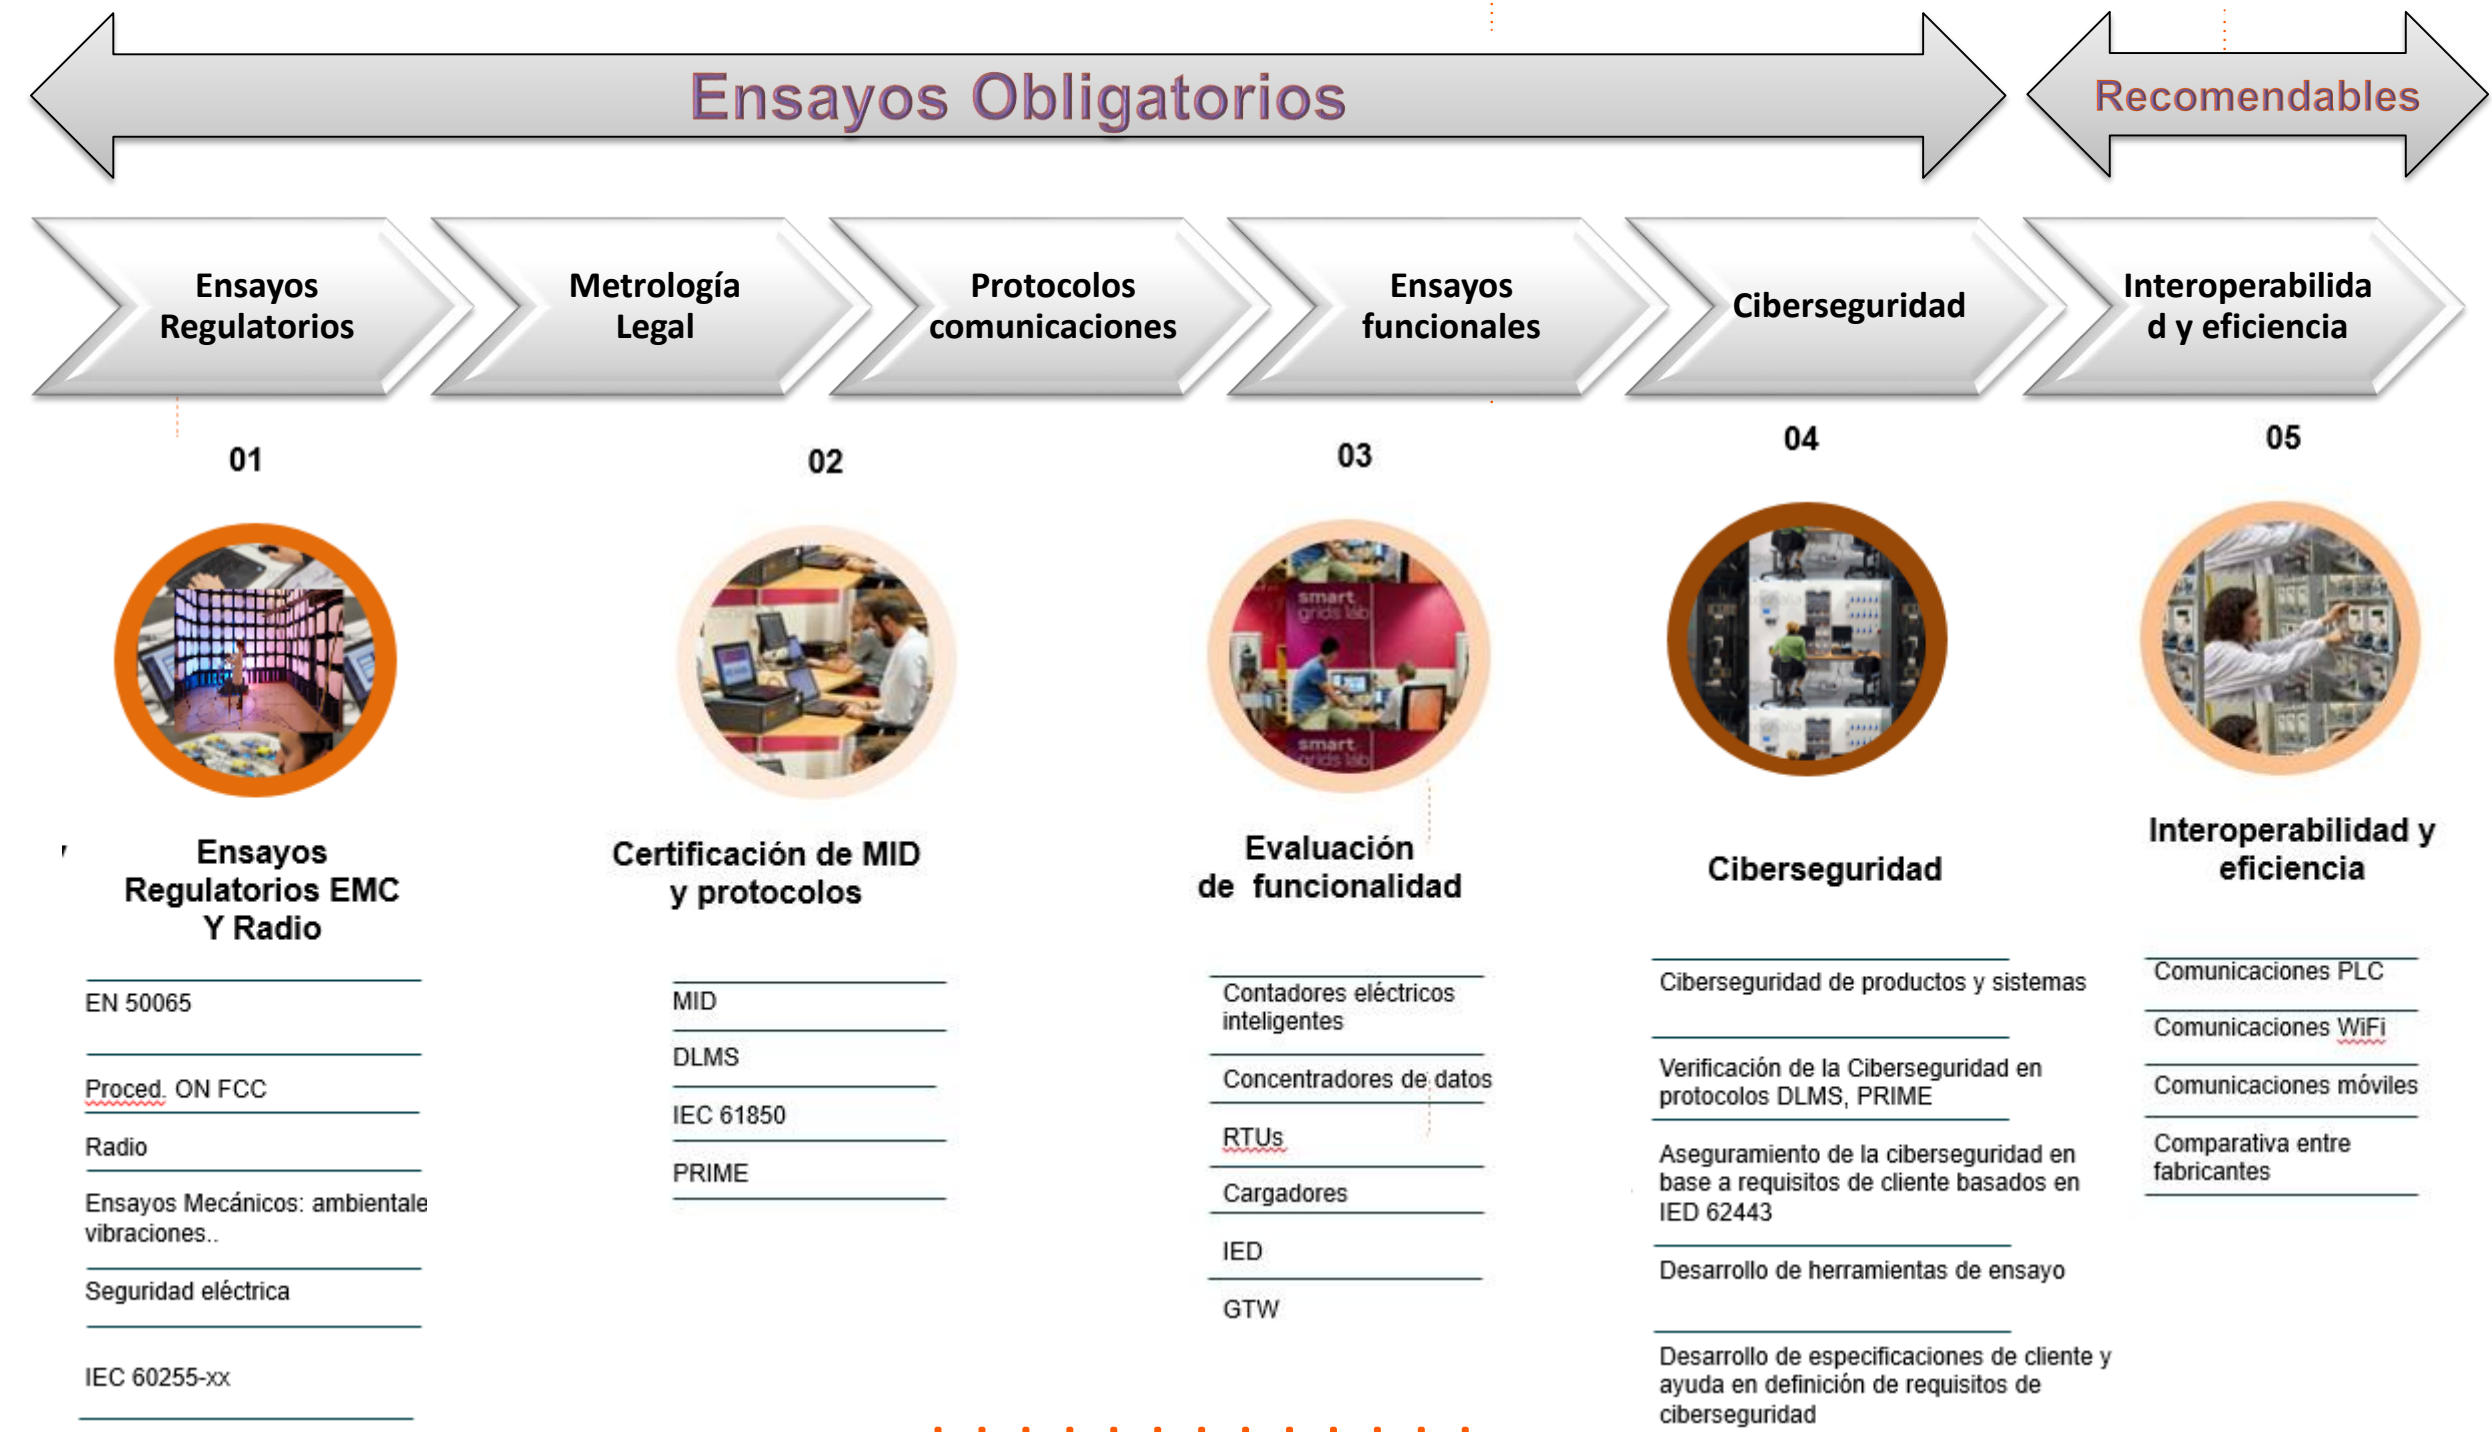 Ensayos Obligatorios
Recomendables
Ensayos
Regulatorios
Metrología
Legal
Protocolos
comunicaciones
Ensayos
funcionales
Ciberseguridad
Interoperabilida
d y eficiencia
01
02
03
04
05
smart
grids lab
smart
grids lab
Ensayos
Regulatorios EMC
Y Radio
Certificación de MID
y protocolos
Evaluación
de funcionalidad
Ciberseguridad
Interoperabilidad y
eficiencia
EN 50065
Proced. ON FCC
Radio
Ensayos Mecánicos: ambientale
vibraciones..
Seguridad eléctrica
IEC 60255-xx
MID
DLMS
IEC 61850
PRIME
Contadores eléctricos
inteligentes
Concentradores de datos
RTUs
Cargadores
IED
GTW
Ciberseguridad de productos y sistemas
Verificación de la Ciberseguridad en
protocolos DLMS, PRIME
Aseguramiento de la ciberseguridad en
base a requisitos de cliente basados en
IED 62443
Desarrollo de herramientas de ensayo
Desarrollo de especificaciones de cliente y
ayuda en definición de requisitos de
ciberseguridad
Comunicaciones PLC
Comunicaciones WiFi
Comunicaciones móviles
Comparativa entre
fabricantes